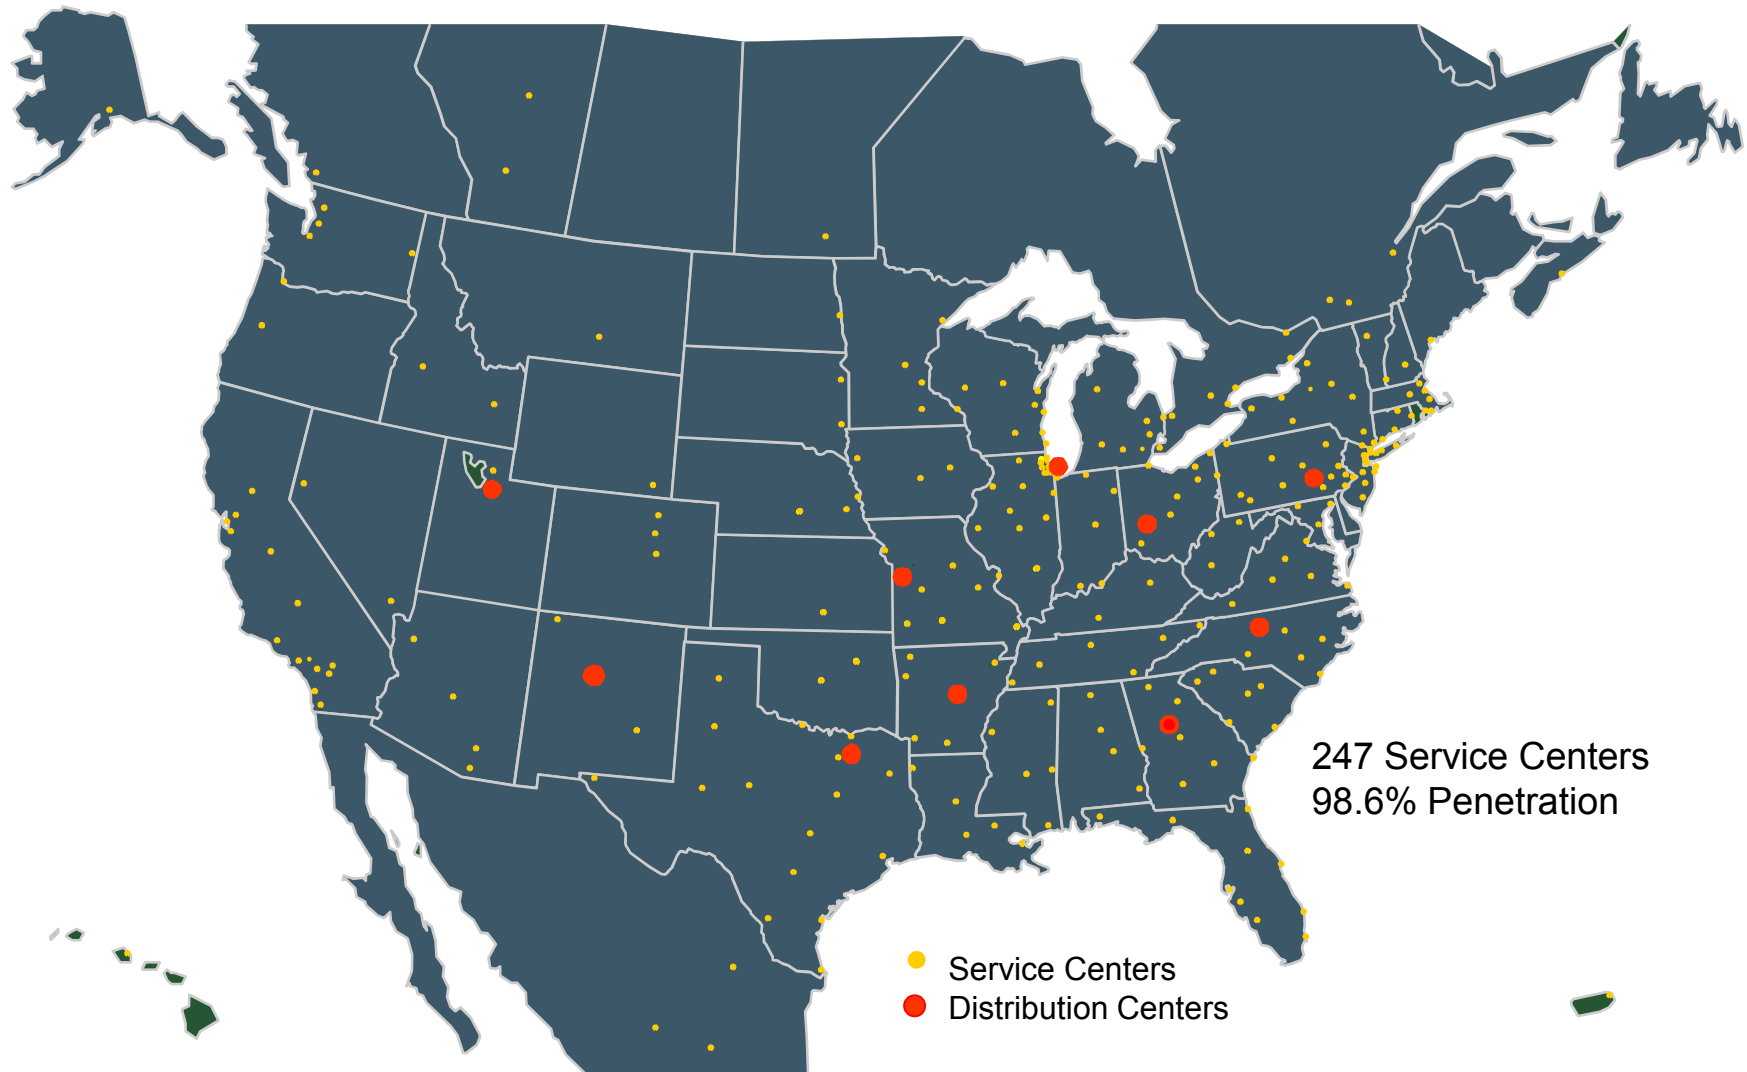 247 Service Centers
98.6% Penetration
Service Centers
Distribution Centers